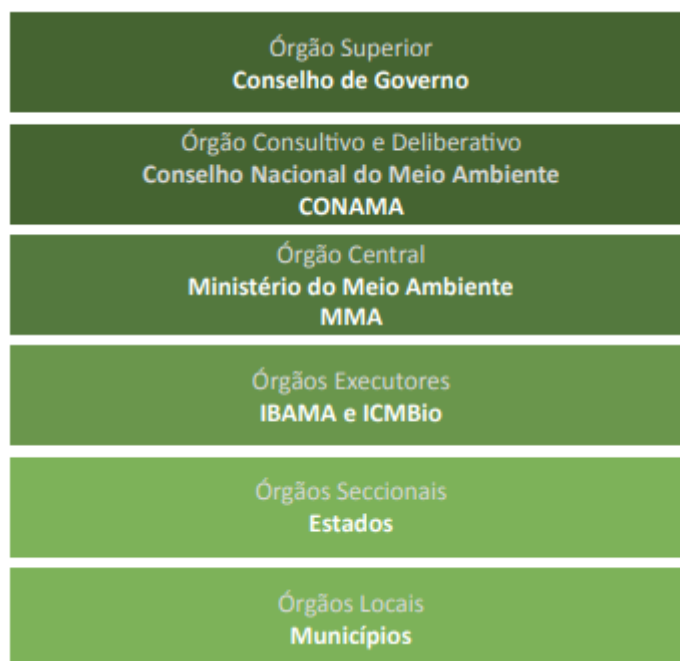 Órgão Superior
Conselho de Governo
Órgão Consultivo e Deliberativo
Conselho Nacional do Meio Ambiente
CONAMA
Órgão Central
Ministério do Meio Ambiente
MMA
Órgãos Executores
IBAMA e ICMBio
Órgãos Seccionais
Estados
Órgãos Locais
Municípios